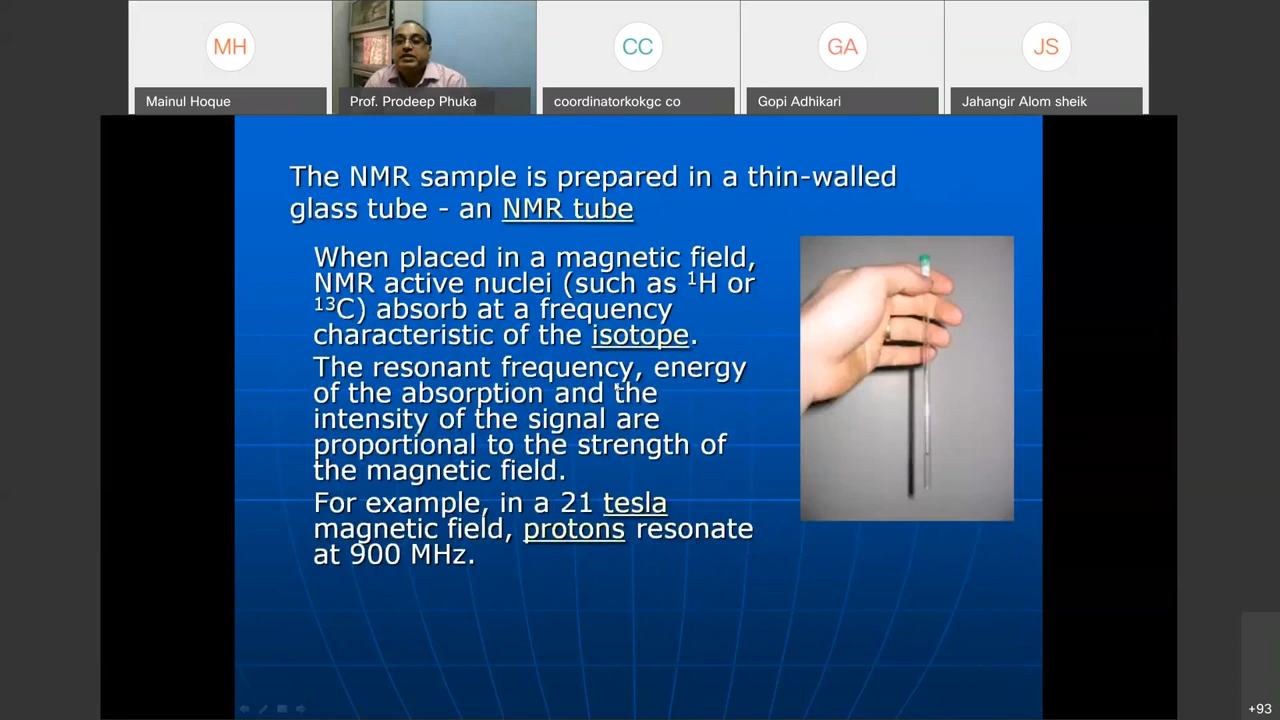 MH
CC
GA
JS
Mainul Hoque
Prof. Prodeep Phuka
coordinatorkokgc co
Gopi Adhikari
Jahangir Alom sheik
The NMR sample is prepared in a thin-walled
glass tube - an NMR tube
When placed in a magnetic field,
NMR active nuclei (such as ¹H or
¹³C) absorb at a frequency
characteristic of the isotope.
The resonant frequency, energy
of the absorption and the
intensity of the signal are
proportional to the strength of
the magnetic field.
For example, in a 21 tesla
magnetic field, protons resonate
at 900 MHz.
+93